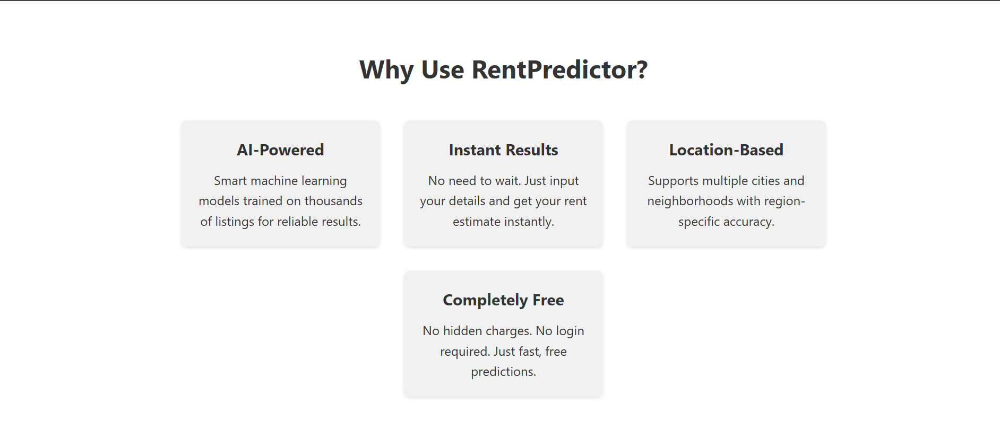 Why Use RentPredictor?
AI-Powered
Smart machine learning
models trained on thousands
of listings for reliable results.
Instant Results
No need to wait. Just input
your details and get your rent
estimate instantly.
Location-Based
Supports multiple cities and
neighborhoods with region-
specific accuracy.
Completely Free
No hidden charges. No login
required. Just fast, free
predictions.